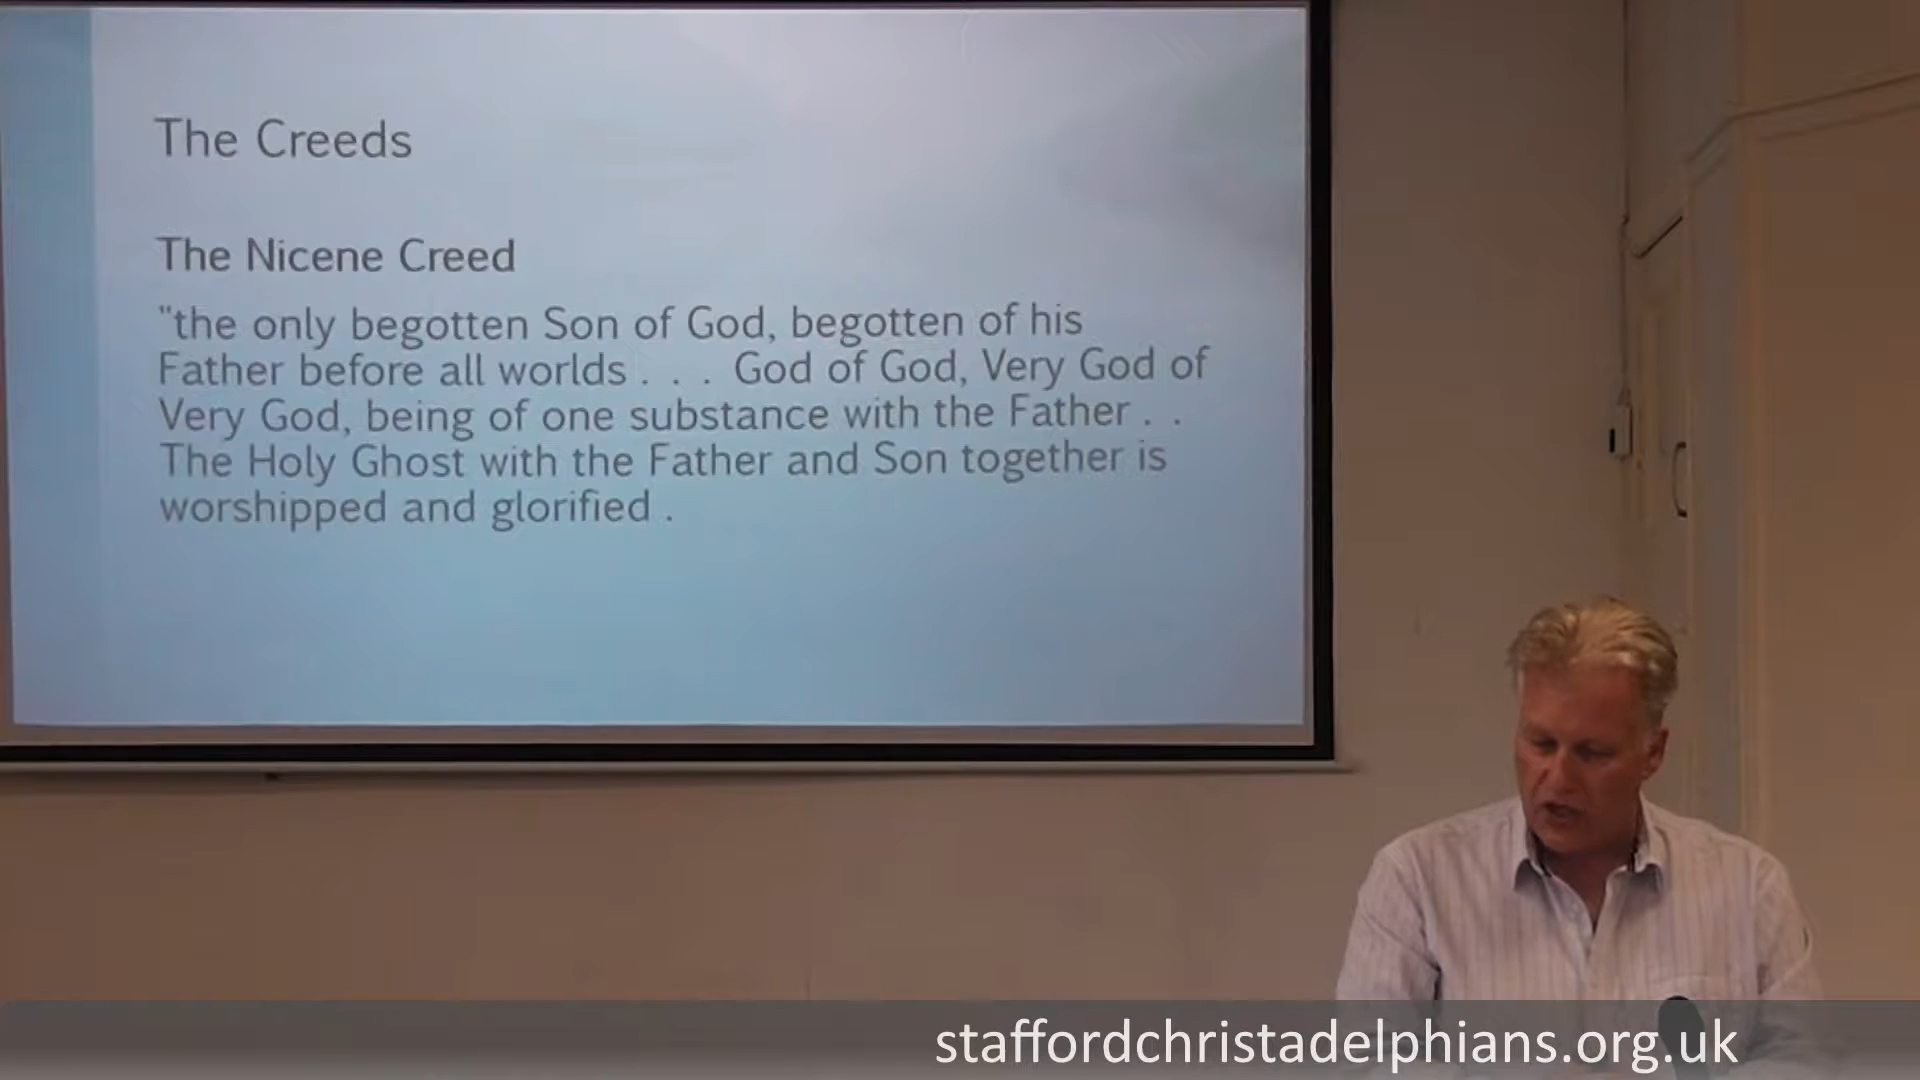 The Creeds
The Nicene Creed
"the only begotten Son of God, begotten of his
Father before all worlds . . . God of God, Very God of
Very God, being of one substance with the Father . .
The Holy Ghost with the Father and Son together is
worshipped and glorified .
staffordchristadelphians.org.uk